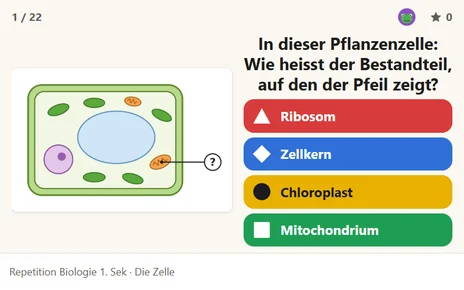 1 / 22
★ 0
In dieser Pflanzenzelle:
Wie heisst der Bestandteil,
auf den der Pfeil zeigt?
?
Ribosom
Zellkern
Chloroplast
Mitochondrium
Repetition Biologie 1. Sek · Die Zelle